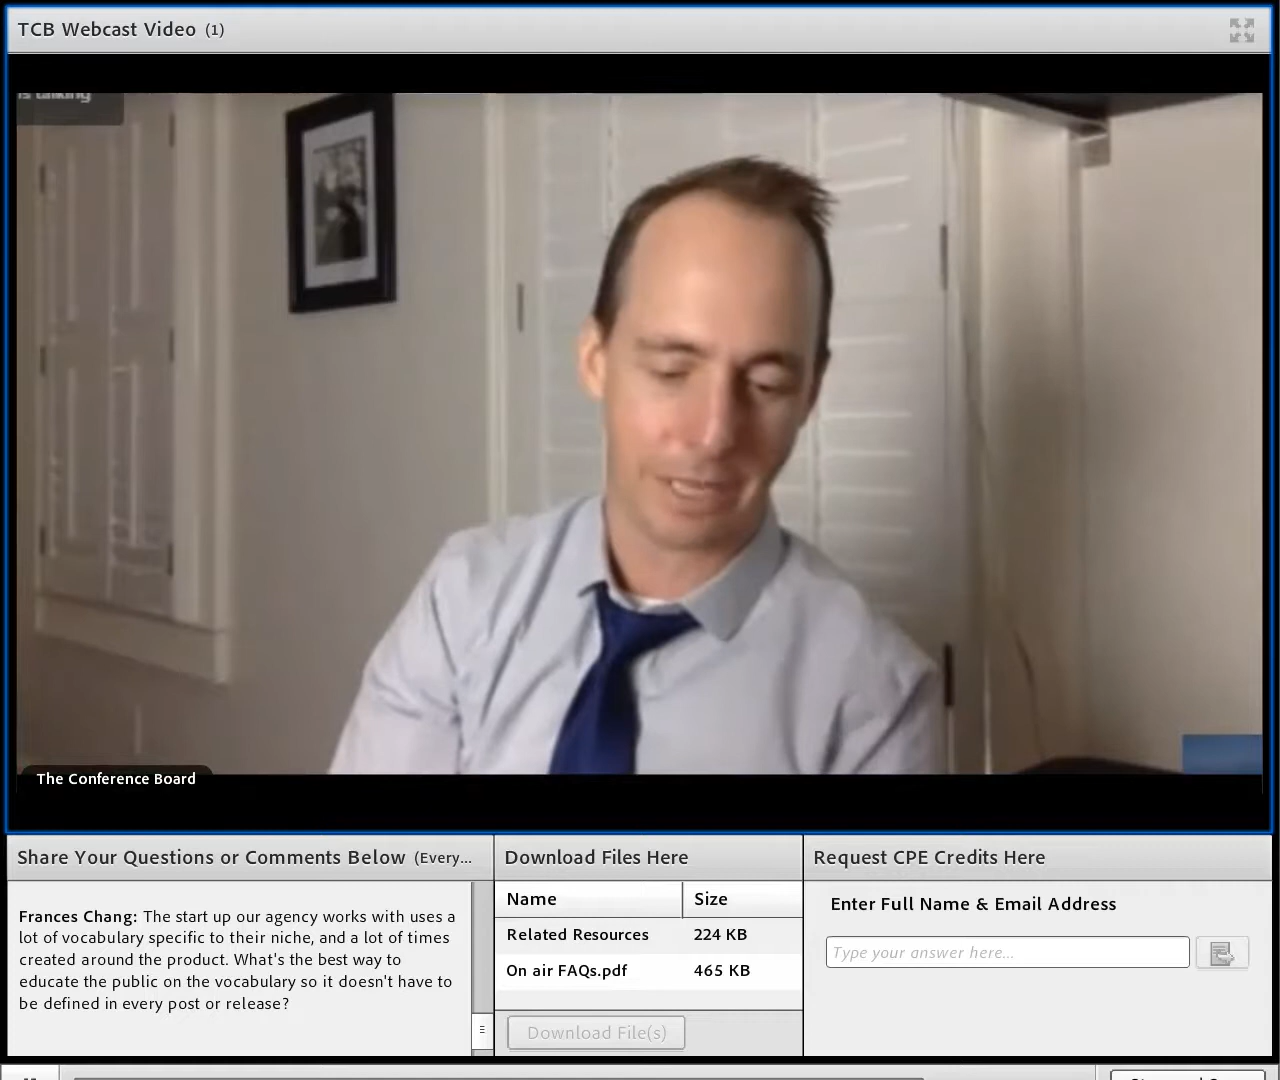 TCB Webcast Video (1)
is talking
The Conference Board
Share Your Questions or Comments Below (Every...
Frances Chang: The start up our agency works with uses a
lot of vocabulary specific to their niche, and a lot of times
created around the product. What's the best way to
educate the public on the vocabulary so it doesn't have to
be defined in every post or release?
Download Files Here
Name Size
Related Resources 224 KB
On air FAQs.pdf 465 KB
Download File(s)
Request CPE Credits Here
Enter Full Name & Email Address
Type your answer here...